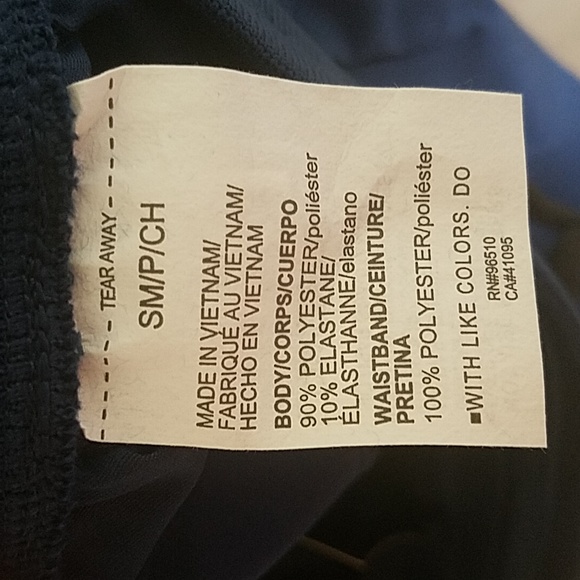 - - - - TEAR AWAY - - - -
SM/P/CH
MADE IN VIETNAM/
FABRIQUÉ AU VIETNAM/
HECHO EN VIETNAM
BODY/CORPS/CUERPO
90% POLYESTER/poliéster
10% ELASTANE/
ÉLASTHANNE/elastano
WAISTBAND/CEINTURE/
PRETINA
100% POLYESTER/poliéster
■WITH LIKE COLORS. DO
RN#96510
CA#41095